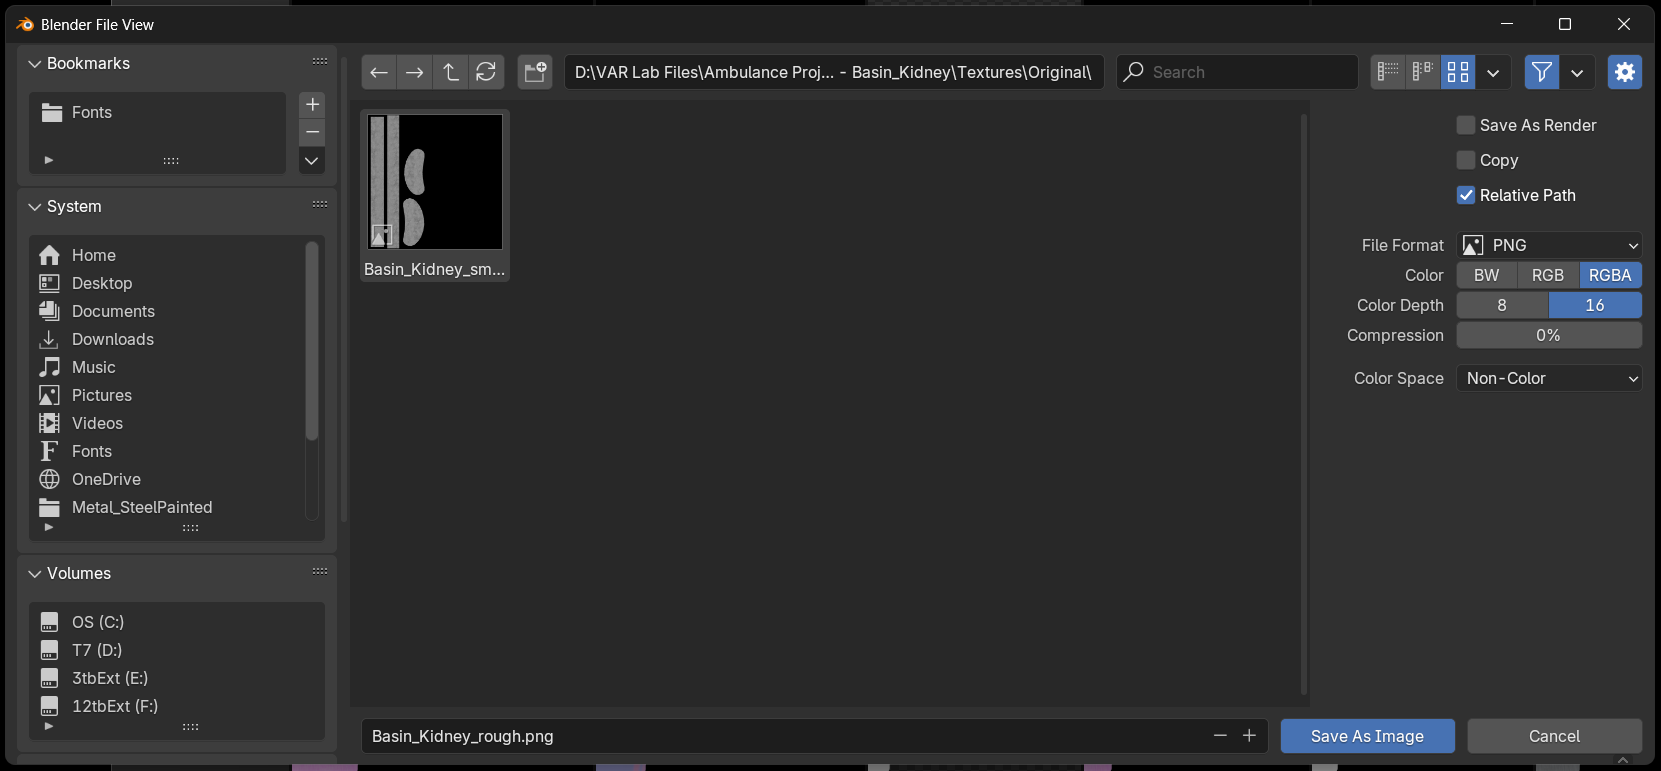 Blender File View
Bookmarks
Fonts
System
Home
Desktop
Documents
Downloads
Music
Pictures
Videos
Fonts
OneDrive
Metal_SteelPainted
Volumes
OS (C:)
T7 (D:)
3tbExt (E:)
12tbExt (F:)
D:\VAR Lab Files\Ambulance Proj... - Basin_Kidney\Textures\Original\
Search
Basin_Kidney_sm...
Save As Render
Copy
Relative Path
File Format PNG
Color BW RGB RGBA
Color Depth 8 16
Compression 0%
Color Space Non-Color
Basin_Kidney_rough.png
Save As Image
Cancel